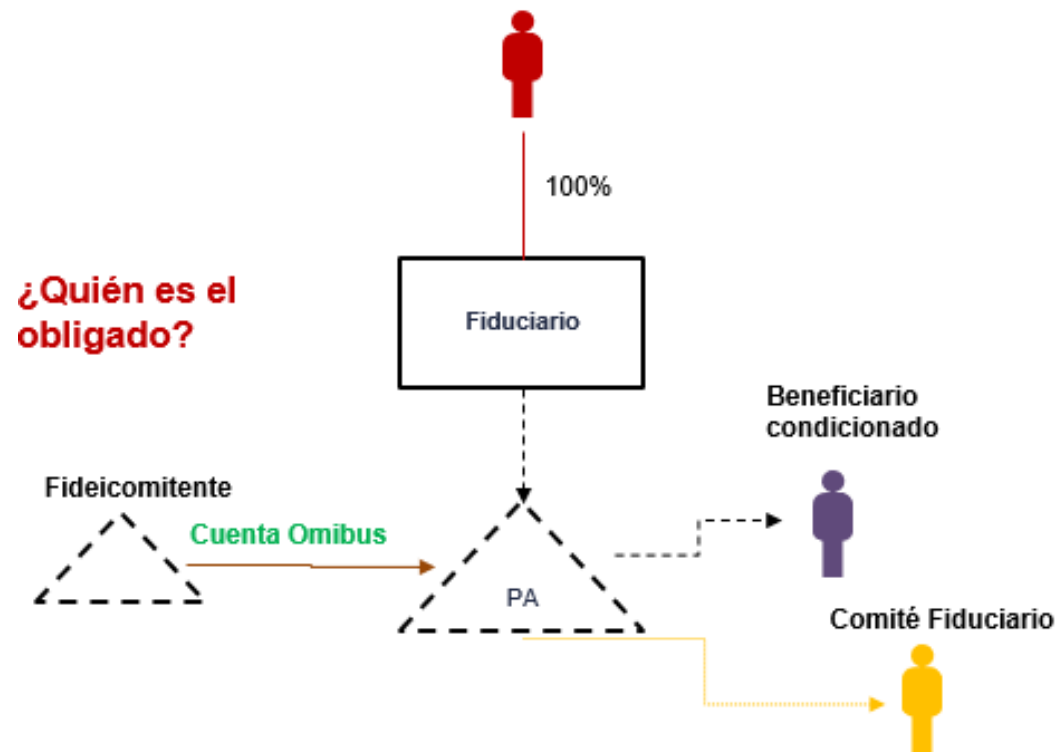 100%
¿Quién es el
obligado?
Fiduciario
Beneficiario
condicionado
Fideicomitente
Cuenta Omibus
PA
Comité Fiduciario